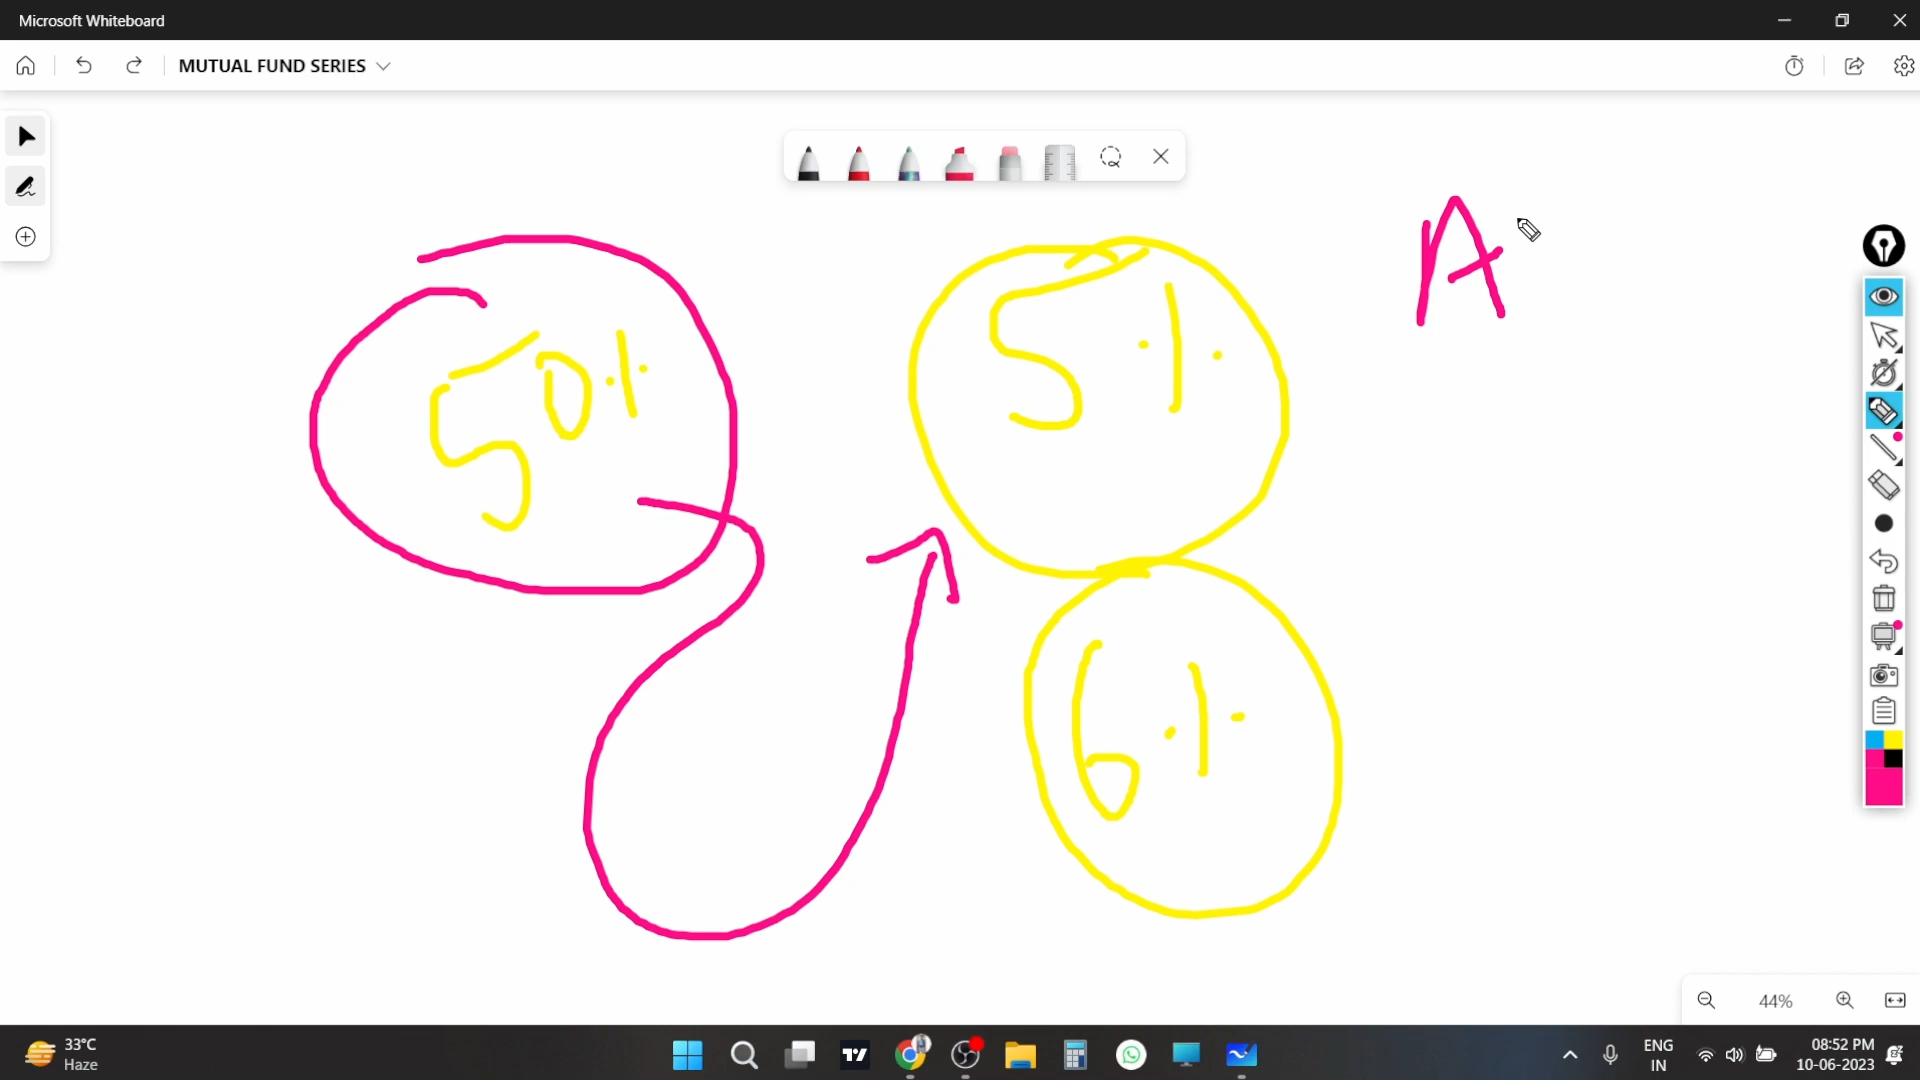 Microsoft Whiteboard
MUTUAL FUND SERIES
A
50%
5%
6%
44%
33°C
Haze
ENG
IN
08:52 PM
10-06-2023